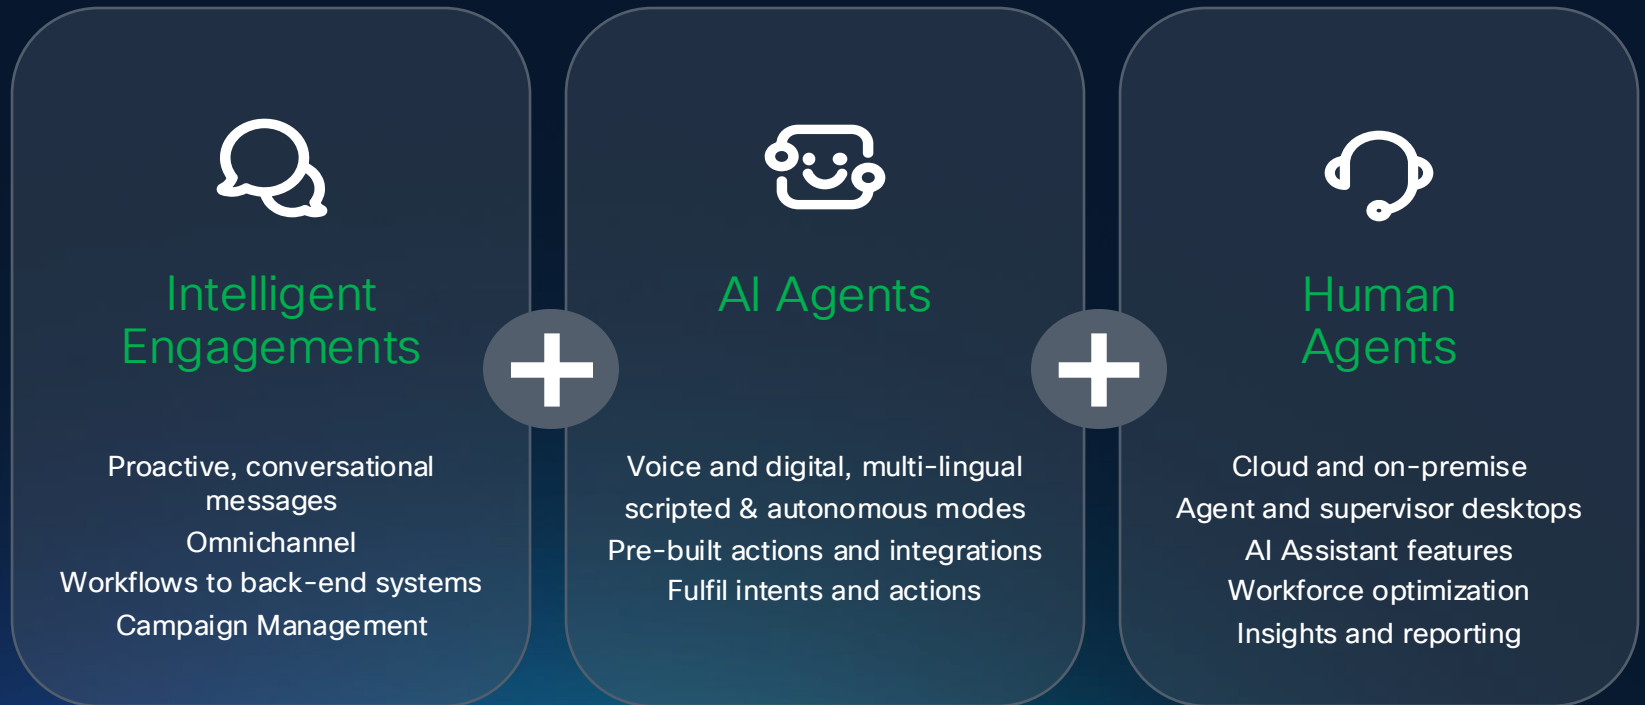 Intelligent
Engagements
Proactive, conversational
messages
Omnichannel
Workflows to back-end systems
Campaign Management
AI Agents
Voice and digital, multi-lingual
scripted & autonomous modes
Pre-built actions and integrations
Fulfil intents and actions
Human
Agents
Cloud and on-premise
Agent and supervisor desktops
AI Assistant features
Workforce optimization
Insights and reporting